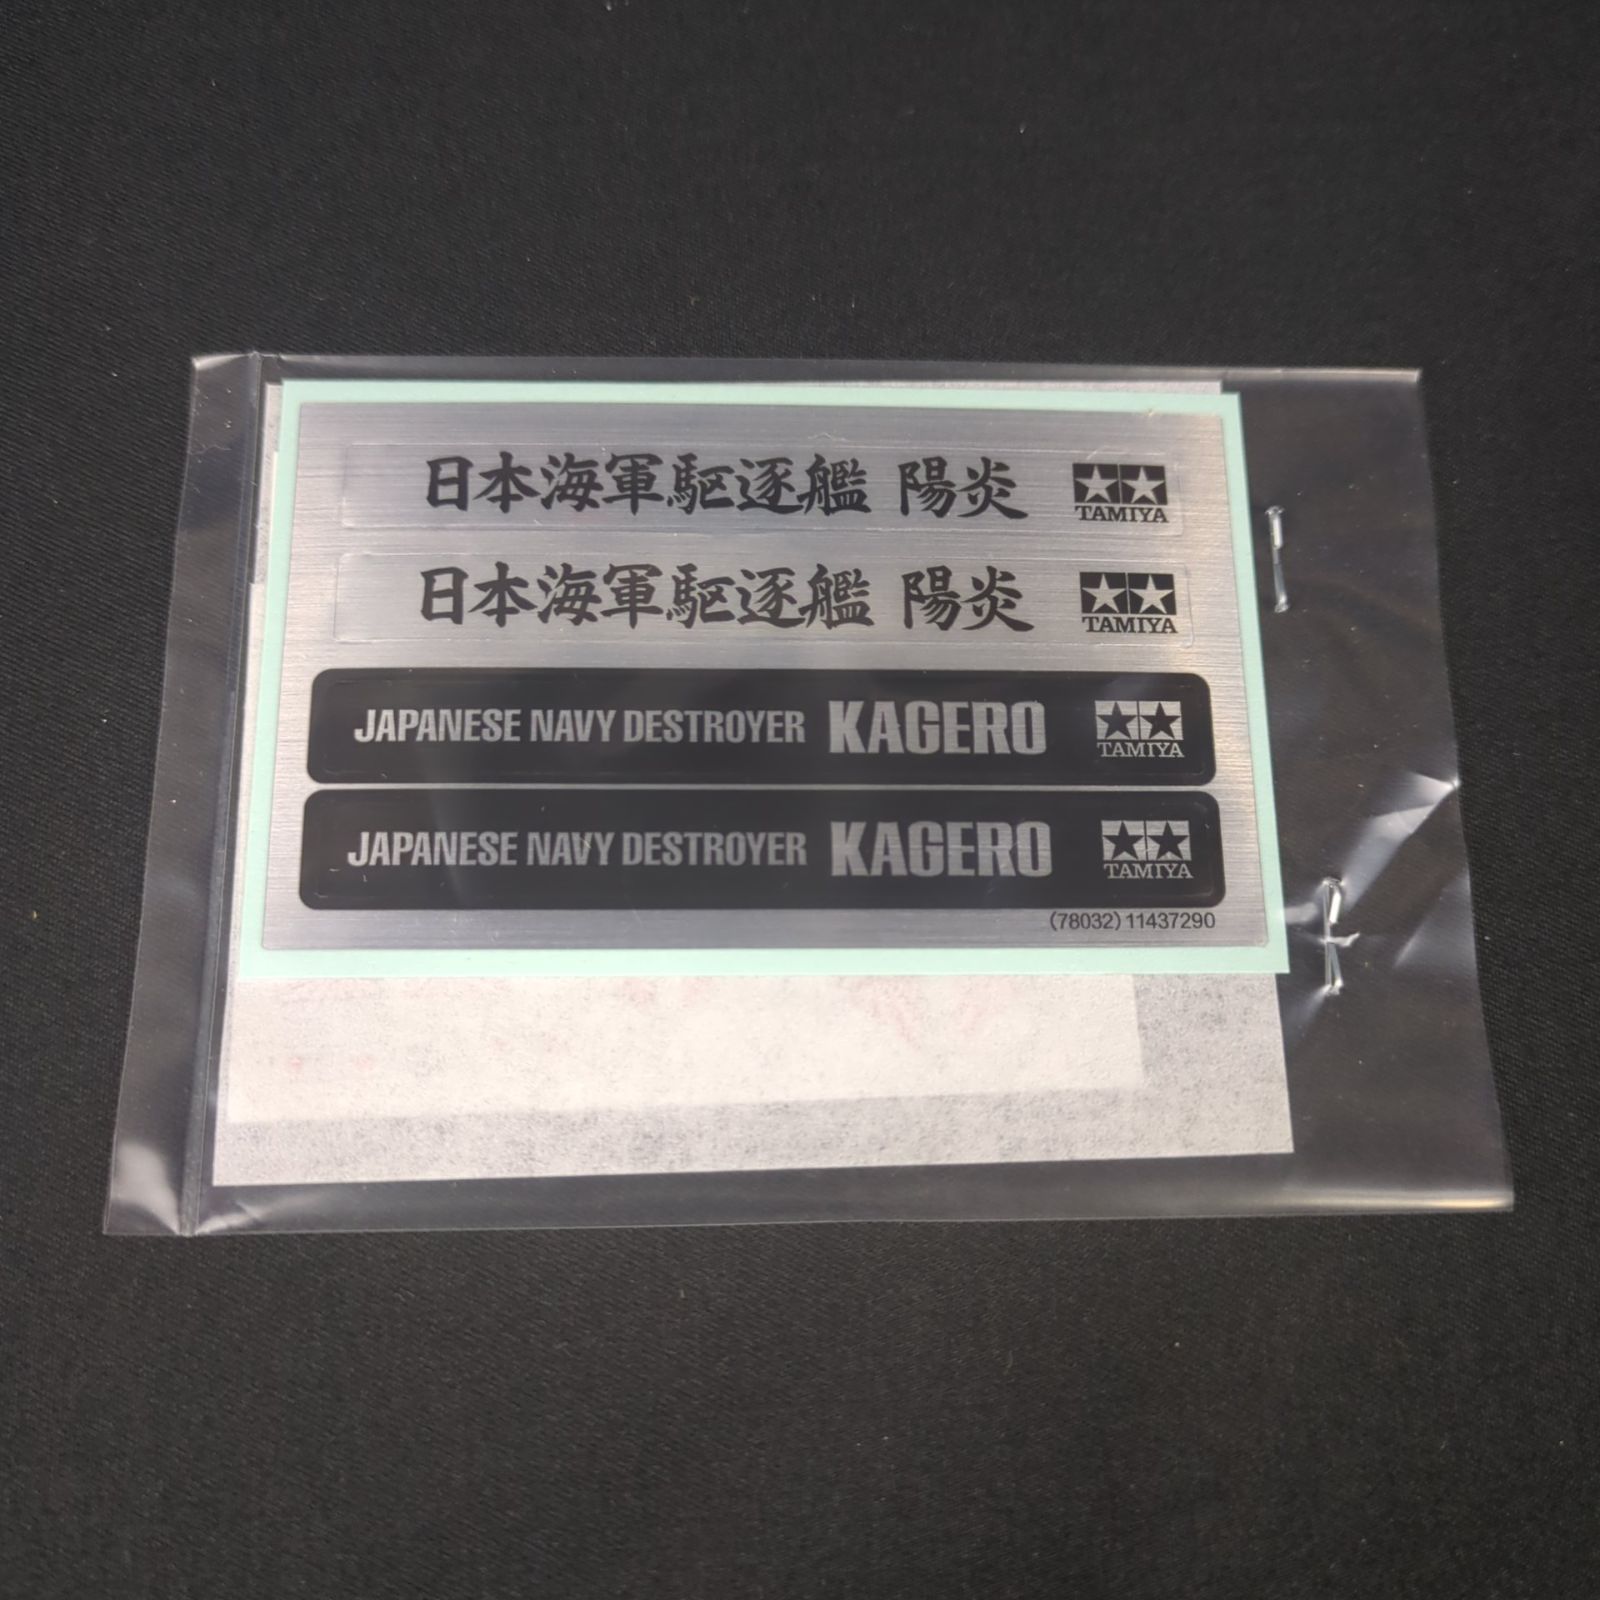 日本海軍駆逐艦 陽炎 TAMIYA
日本海軍駆逐艦 陽炎 TAMIYA
JAPANESE NAVY DESTROYER KAGERO TAMIYA
JAPANESE NAVY DESTROYER KAGERO TAMIYA
(78032) 11437290